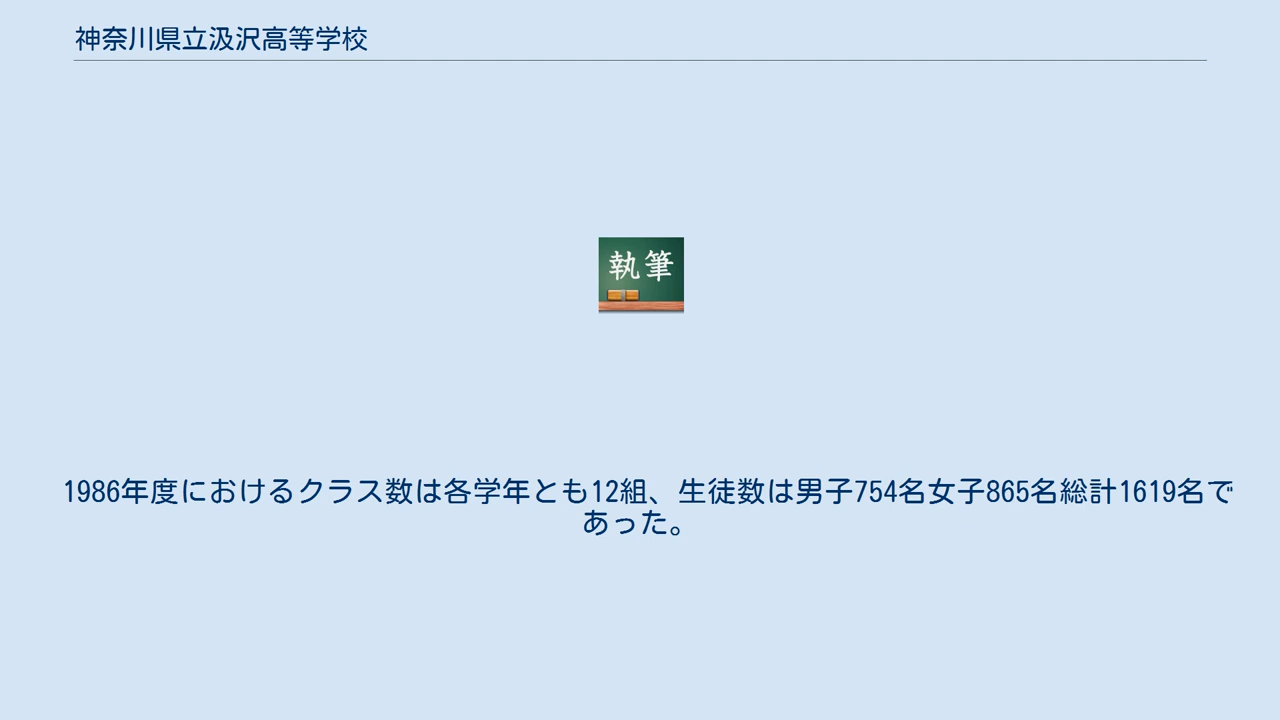 神奈川県立汲沢高等学校
執筆
1986年度におけるクラス数は各学年とも12組、生徒数は男子754名女子865名総計1619名で
あった。